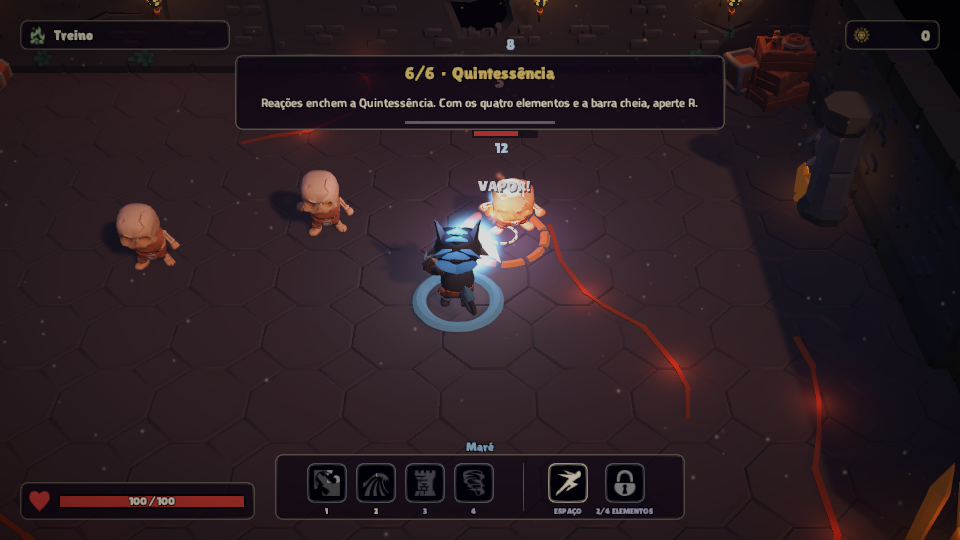 Treino
0
8
6/6 · Quintessência
Reações enchem a Quintessência. Com os quatro elementos e a barra cheia, aperte R.
12
VAPOR!
Maré
1
2
3
4
ESPAÇO
2/4 ELEMENTOS
100/100